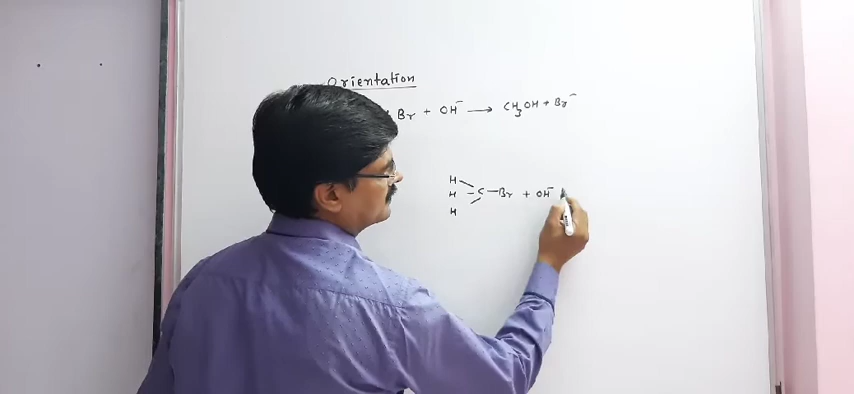 Orientation
Br + OH⁻ ⟶ CH₃OH + Br⁻
H
H – C – Br + OH⁻
H